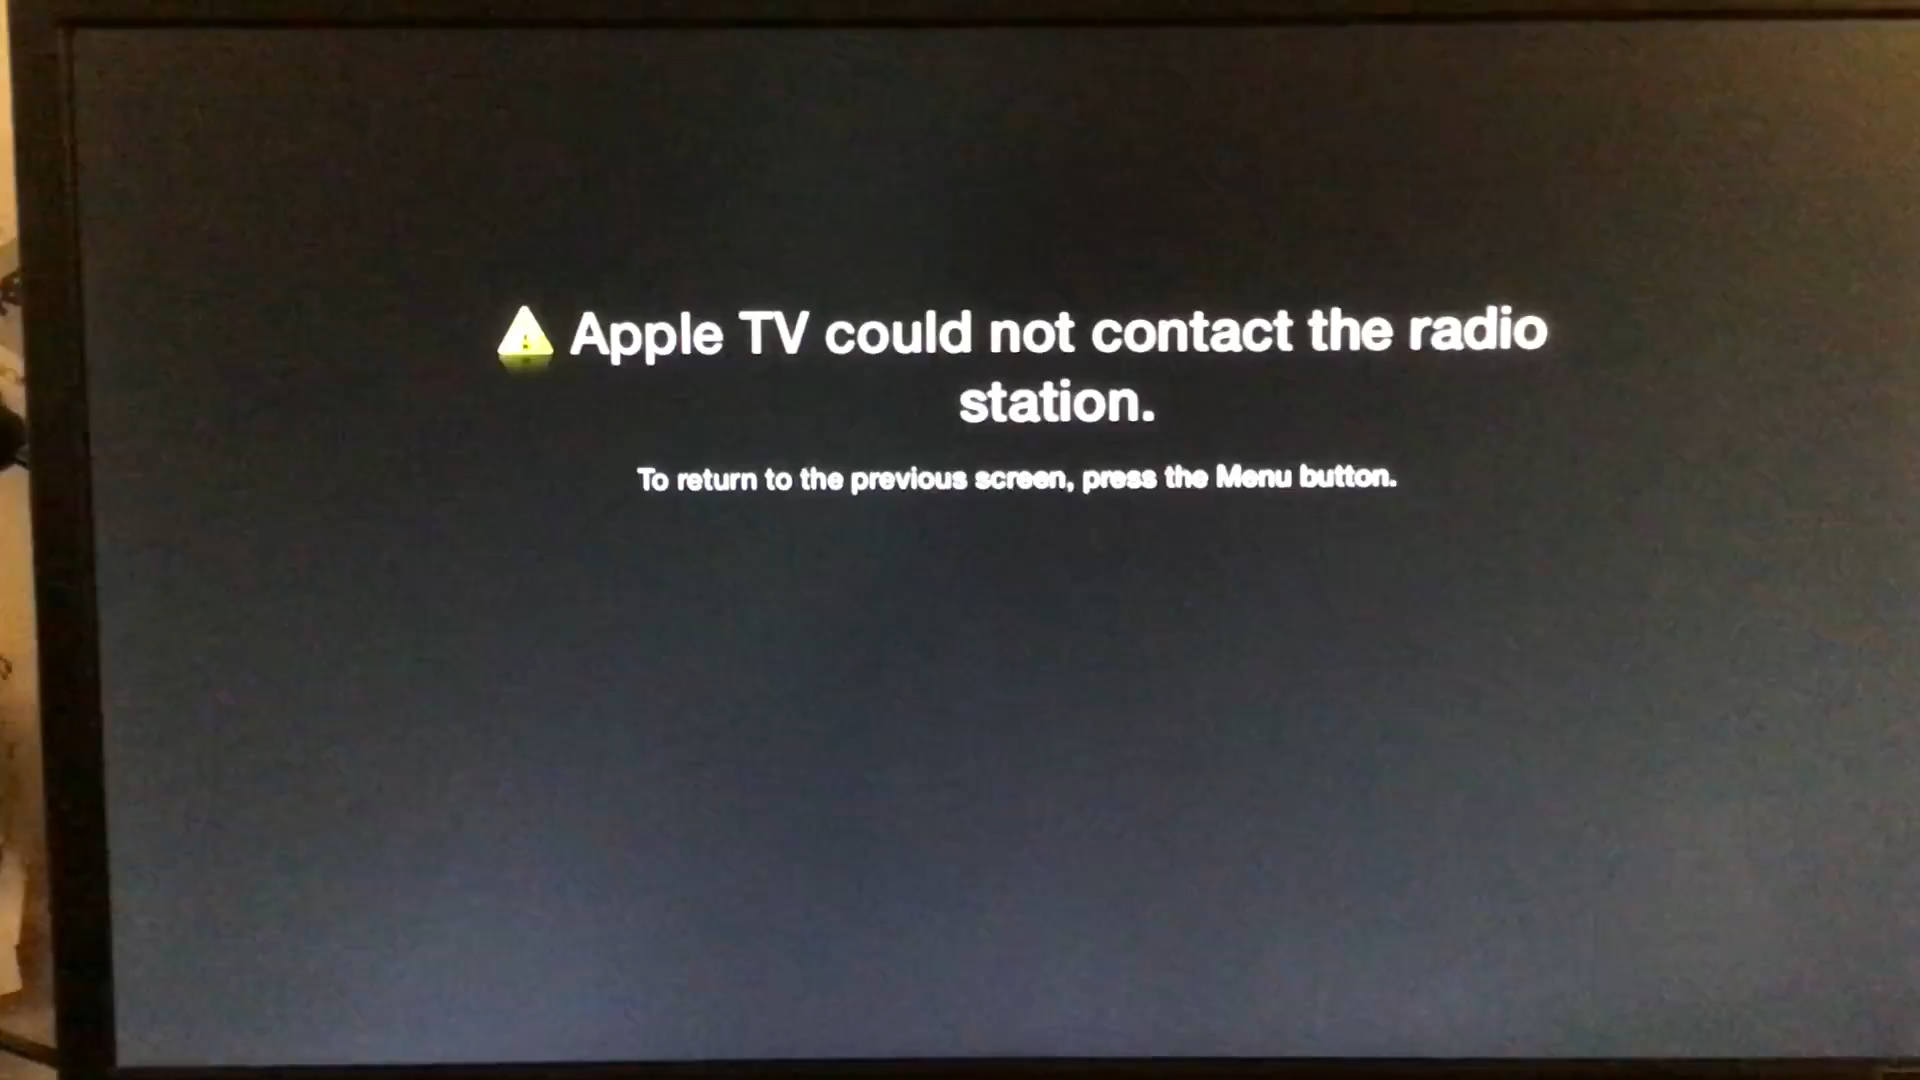 Apple TV could not contact the radio
station.
To return to the previous screen, press the Menu button.